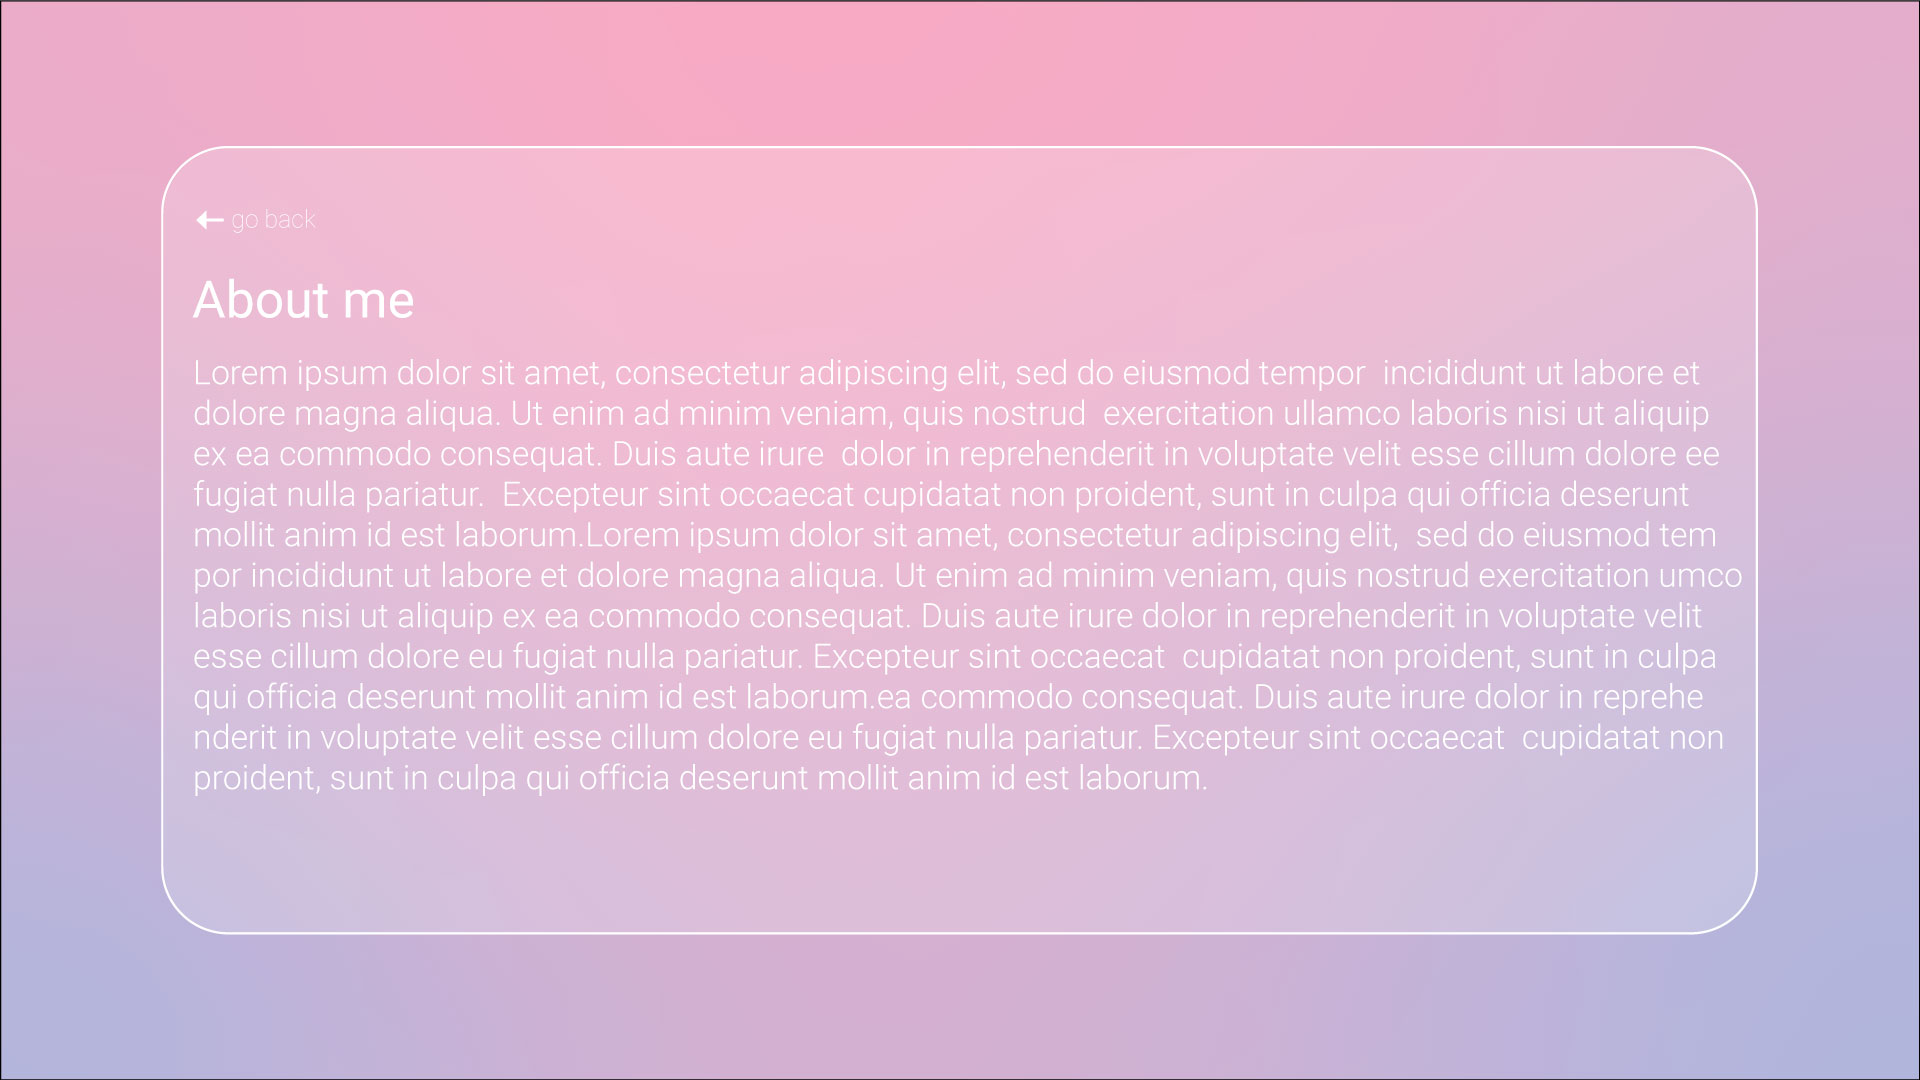 go back
About me
Lorem ipsum dolor sit amet, consectetur adipiscing elit, sed do eiusmod tempor  incididunt ut labore et
dolore magna aliqua. Ut enim ad minim veniam, quis nostrud  exercitation ullamco laboris nisi ut aliquip
ex ea commodo consequat. Duis aute irure  dolor in reprehenderit in voluptate velit esse cillum dolore ee
fugiat nulla pariatur.  Excepteur sint occaecat cupidatat non proident, sunt in culpa qui officia deserunt
mollit anim id est laborum.Lorem ipsum dolor sit amet, consectetur adipiscing elit,  sed do eiusmod tem
por incididunt ut labore et dolore magna aliqua. Ut enim ad minim veniam, quis nostrud exercitation umco
laboris nisi ut aliquip ex ea commodo consequat. Duis aute irure dolor in reprehenderit in voluptate velit
esse cillum dolore eu fugiat nulla pariatur. Excepteur sint occaecat  cupidatat non proident, sunt in culpa
qui officia deserunt mollit anim id est laborum.ea commodo consequat. Duis aute irure dolor in reprehe
nderit in voluptate velit esse cillum dolore eu fugiat nulla pariatur. Excepteur sint occaecat  cupidatat non
proident, sunt in culpa qui officia deserunt mollit anim id est laborum.